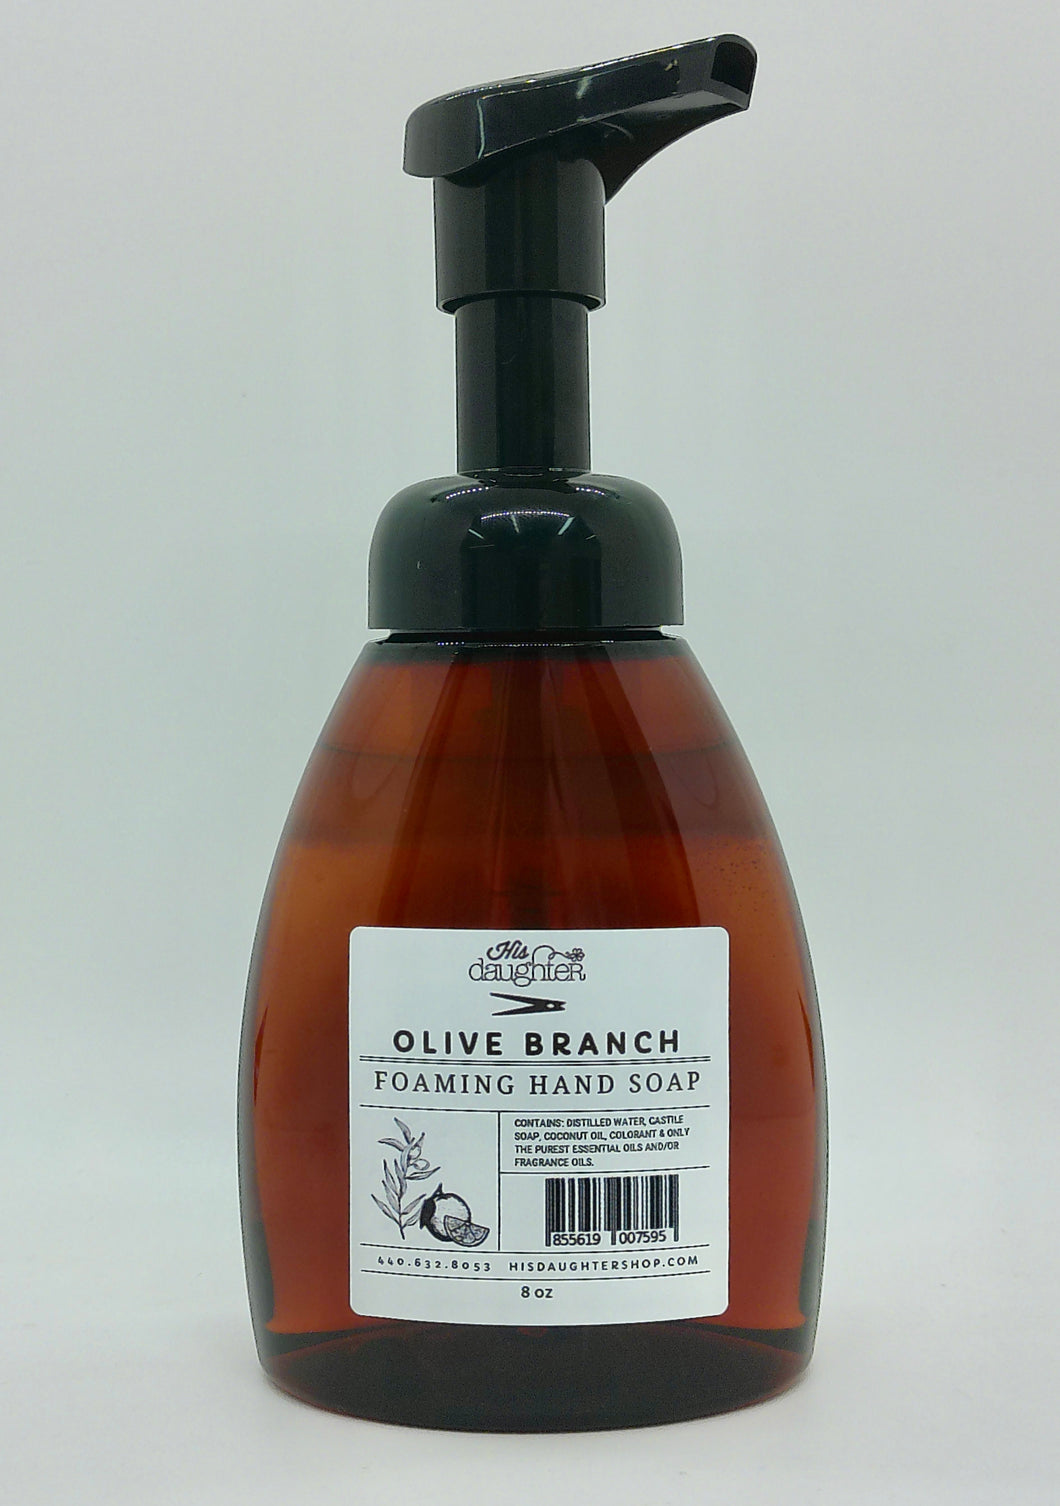 His
daughter
OLIVE BRANCH
FOAMING HAND SOAP
CONTAINS: DISTILLED WATER, CASTILE
SOAP, COCONUT OIL, COLORANT & ONLY
THE PUREST ESSENTIAL OILS AND/OR
FRAGRANCE OILS.
855619 007595
440.632.8053 HISDAUGHTERSHOP.COM
8 oz